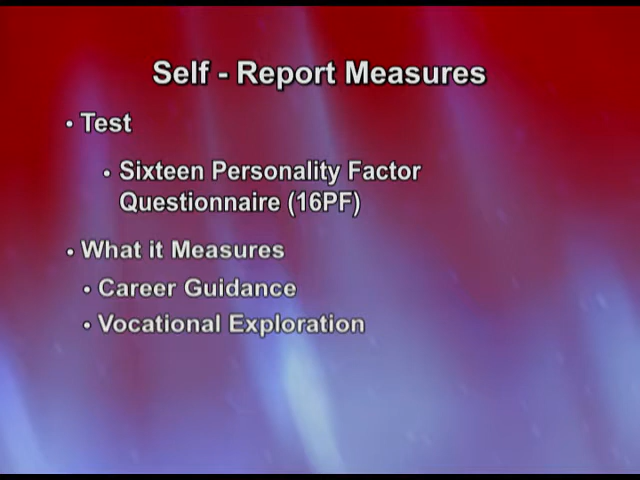 Self - Report Measures
• Test
• Sixteen Personality Factor
Questionnaire (16PF)
• What it Measures
• Career Guidance
• Vocational Exploration